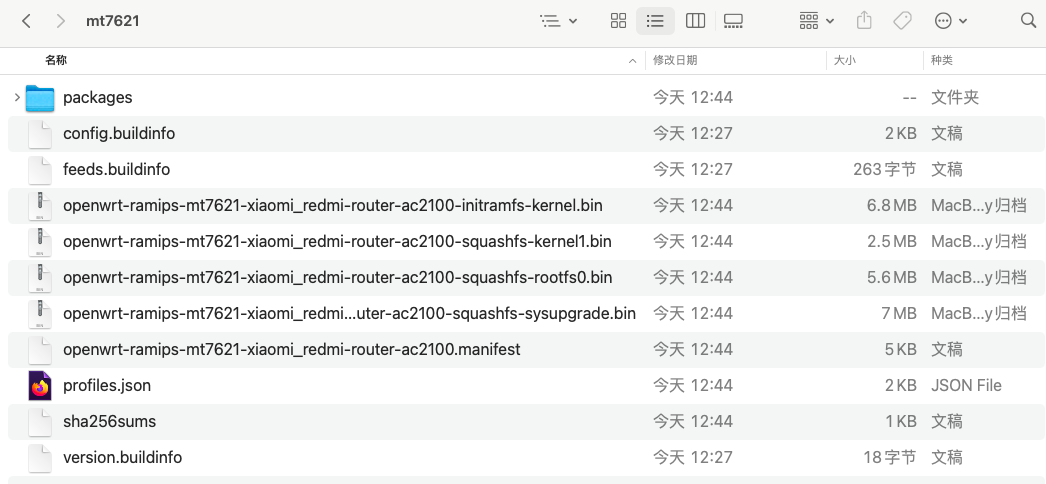 mt7621
名称 修改日期 大小 种类
packages 今天 12:44 -- 文件夹
config.buildinfo 今天 12:27 2 KB 文稿
feeds.buildinfo 今天 12:27 263 字节 文稿
openwrt-ramips-mt7621-xiaomi_redmi-router-ac2100-initramfs-kernel.bin 今天 12:44 6.8 MB MacB...y归档
openwrt-ramips-mt7621-xiaomi_redmi-router-ac2100-squashfs-kernel1.bin 今天 12:44 2.5 MB MacB...y归档
openwrt-ramips-mt7621-xiaomi_redmi-router-ac2100-squashfs-rootfs0.bin 今天 12:44 5.6 MB MacB...y归档
openwrt-ramips-mt7621-xiaomi_redmi...uter-ac2100-squashfs-sysupgrade.bin 今天 12:44 7 MB MacB...y归档
openwrt-ramips-mt7621-xiaomi_redmi-router-ac2100.manifest 今天 12:44 5 KB 文稿
profiles.json 今天 12:44 2 KB JSON File
sha256sums 今天 12:44 1 KB 文稿
version.buildinfo 今天 12:27 18 字节 文稿